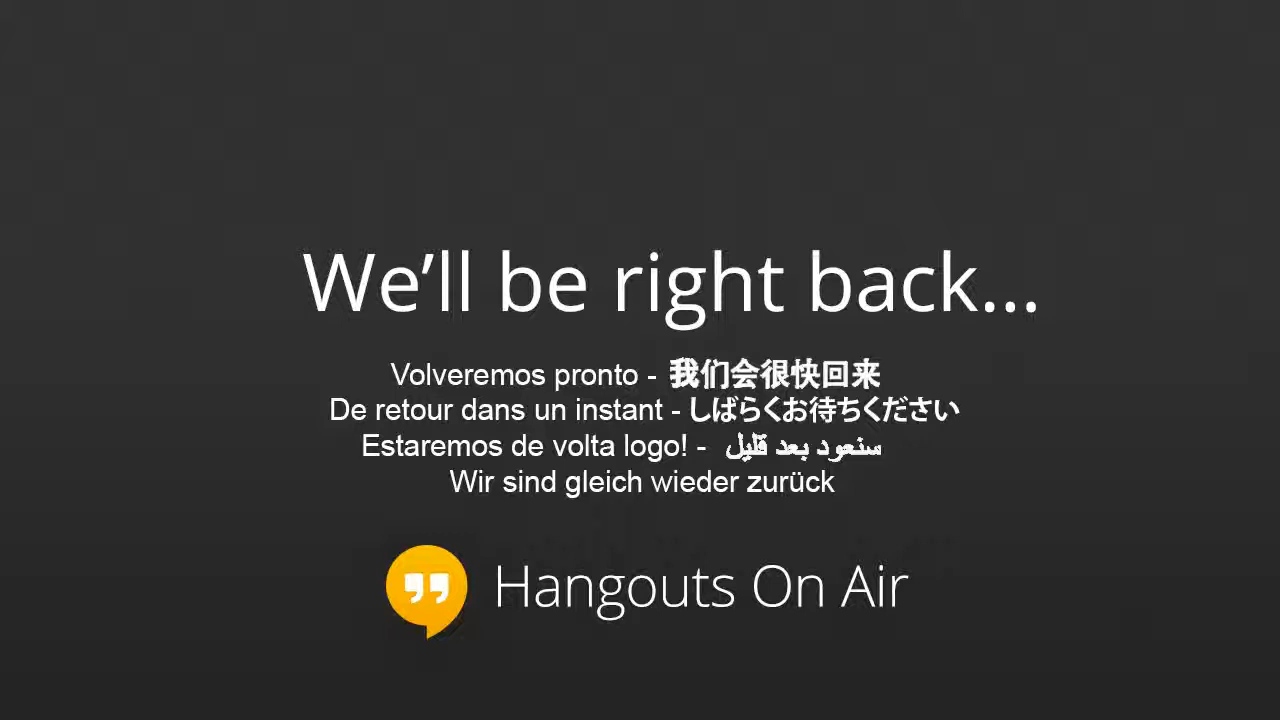 We’ll be right back...
Volveremos pronto - 我们会很快回来
De retour dans un instant - しばらくお待ちください
Estaremos de volta logo! - سنعود بعد قليل
Wir sind gleich wieder zurück
Hangouts On Air